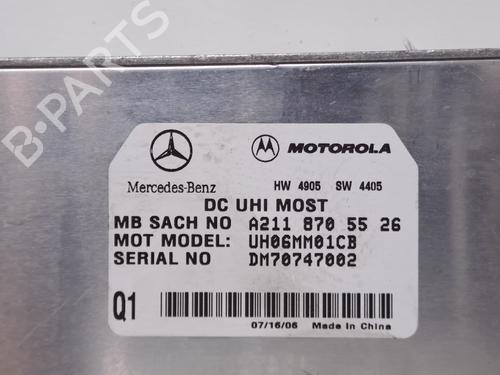 B-PARTS
Mercedes-Benz
MOTOROLA
HW 4905 SW 4405
DC UHI MOST
MB SACH NO A211 870 55 26
MOT MODEL: UH06MM01CB
SERIAL NO DM70747002
Q1
07/16/06 Made In China